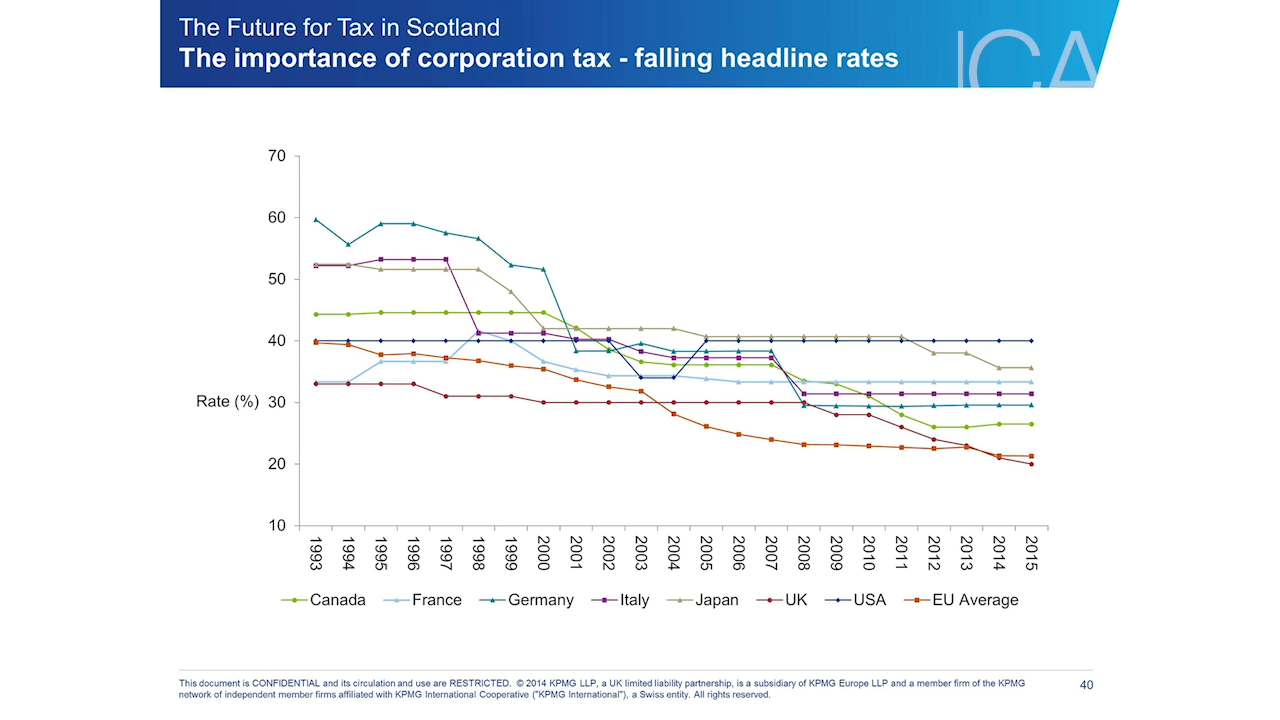 The Future for Tax in Scotland
The importance of corporation tax - falling headline rates
ICA
70
60
50
40
Rate (%) 30
20
10
1993 1994 1995 1996 1997 1998 1999 2000 2001 2002 2003 2004 2005 2006 2007 2008 2009 2010 2011 2012 2013 2014 2015
Canada France Germany Italy Japan UK USA EU Average
This document is CONFIDENTIAL and its circulation and use are RESTRICTED. © 2014 KPMG LLP, a UK limited liability partnership, is a subsidiary of KPMG Europe LLP and a member firm of the KPMG
network of independent member firms affiliated with KPMG International Cooperative ("KPMG International"), a Swiss entity. All rights reserved.
40